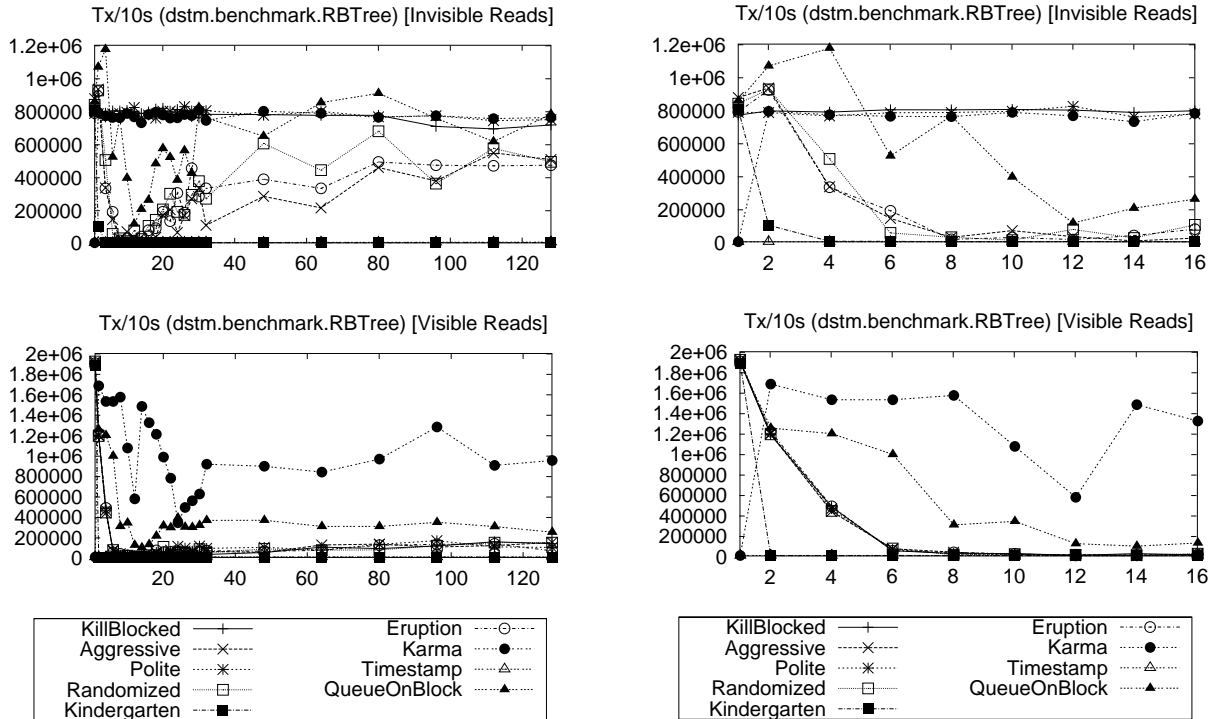 Tx/10s (dstm.benchmark.RBTree) [Invisible Reads]
1.2e+06
1e+06
800000
600000
400000
200000
0
20 40 60 80 100 120
Tx/10s (dstm.benchmark.RBTree) [Invisible Reads]
1.2e+06
1e+06
800000
600000
400000
200000
0
2 4 6 8 10 12 14 16
Tx/10s (dstm.benchmark.RBTree) [Visible Reads]
2e+06
1.8e+06
1.6e+06
1.4e+06
1.2e+06
1e+06
800000
600000
400000
200000
0
20 40 60 80 100 120
Tx/10s (dstm.benchmark.RBTree) [Visible Reads]
2e+06
1.8e+06
1.6e+06
1.4e+06
1.2e+06
1e+06
800000
600000
400000
200000
0
2 4 6 8 10 12 14 16
KillBlocked
Aggressive
Polite
Randomized
Kindergarten
Eruption
Karma
Timestamp
QueueOnBlock
KillBlocked
Aggressive
Polite
Randomized
Kindergarten
Eruption
Karma
Timestamp
QueueOnBlock